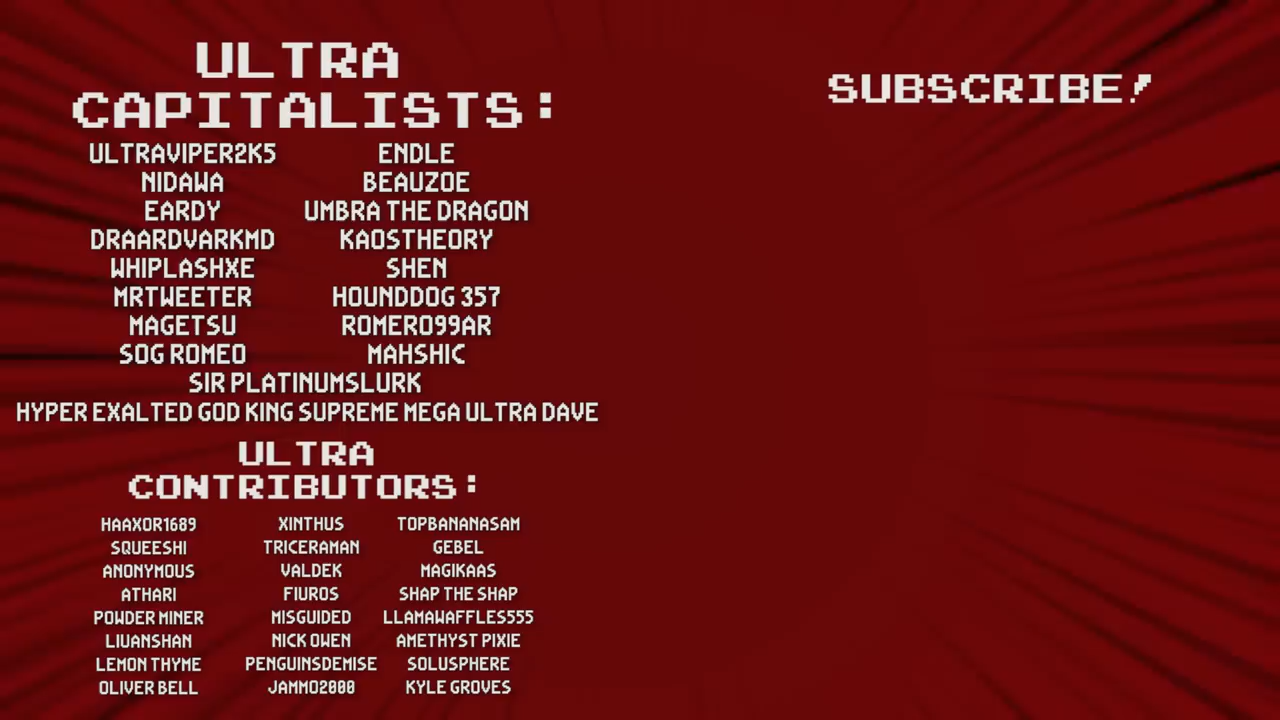 ULTRA
CAPITALISTS:
ULTRAVIPER2K5 ENDLE
NIDAWA BEAUZOE
EARDY UMBRA THE DRAGON
DRAARDVARKMD KAOSTHEORY
WHIPLASHXE SHEN
MRTWEETER HOUNDDOG 357
MAGETSU ROMERO99AR
SOG ROMEO MAHSHIC
SIR PLATINUMSLURK
HYPER EXALTED GOD KING SUPREME MEGA ULTRA DAVE
ULTRA
CONTRIBUTORS:
HAAXOR1689 XINTHUS TOPBANANASAM
SQUEESHI TRICERAMAN GEBEL
ANONYMOUS VALDEK MAGIKAAS
ATHARI FIUROS SHAP THE SHAP
POWDER MINER MISGUIDED LLAMAWAFFLES555
LIUANSHAN NICK OWEN AMETHYST PIXIE
LEMON THYME PENGUINSDEMISE SOLUSPHERE
OLIVER BELL JAMMO2000 KYLE GROVES
SUBSCRIBE!